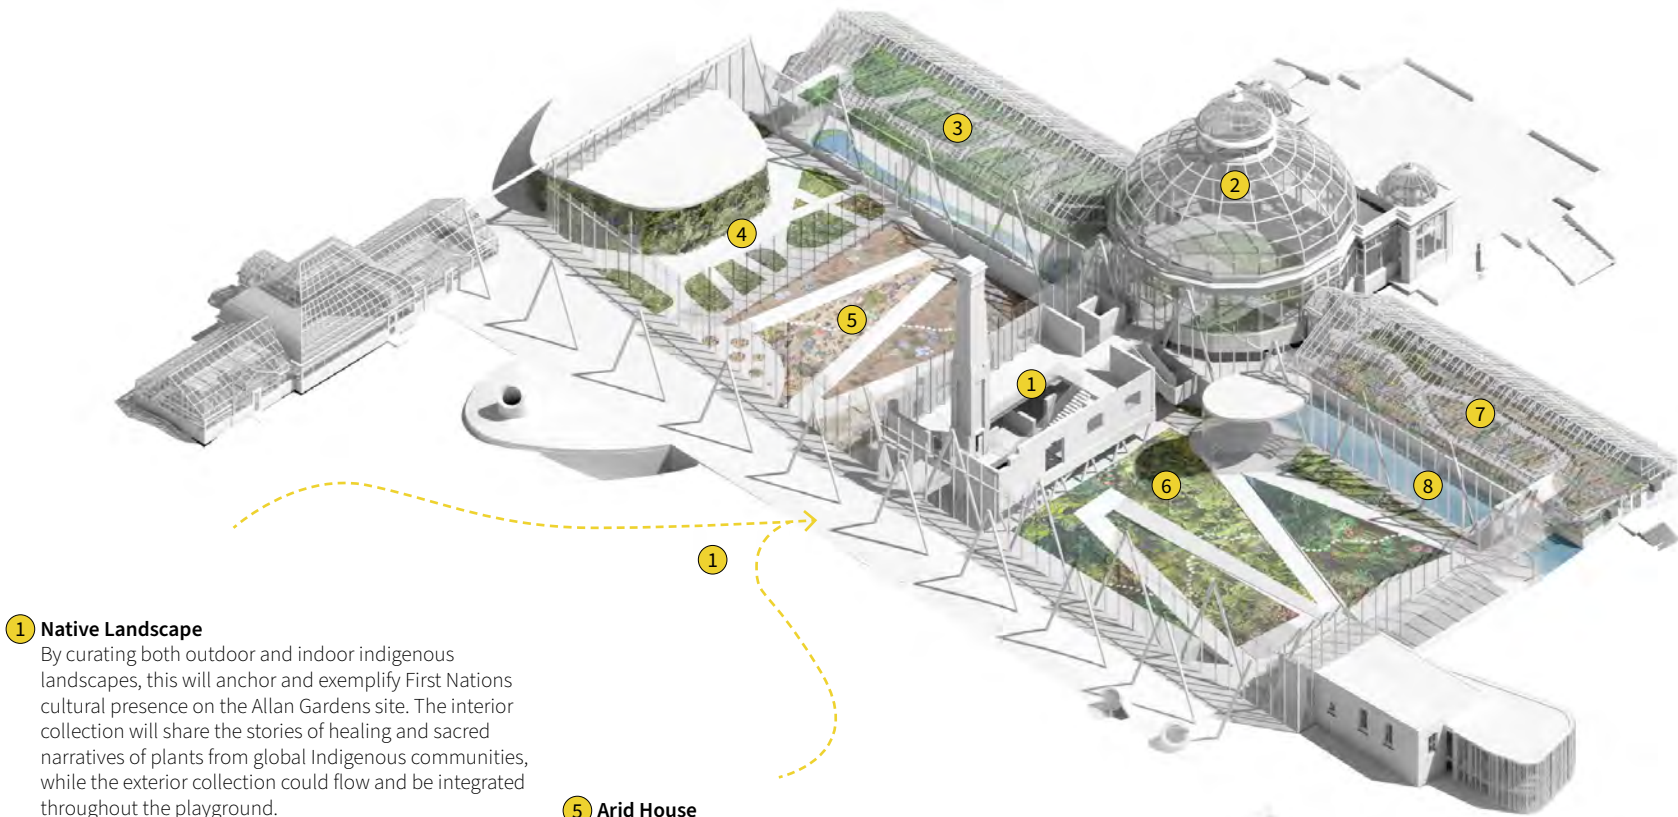 3
2
4
5
1
7
6
8
1
1 Native Landscape
By curating both outdoor and indoor indigenous
landscapes, this will anchor and exemplify First Nations
cultural presence on the Allan Gardens site. The interior
collection will share the stories of healing and sacred
narratives of plants from global Indigenous communities,
while the exterior collection could flow and be integrated
throughout the playground.
5 Arid House